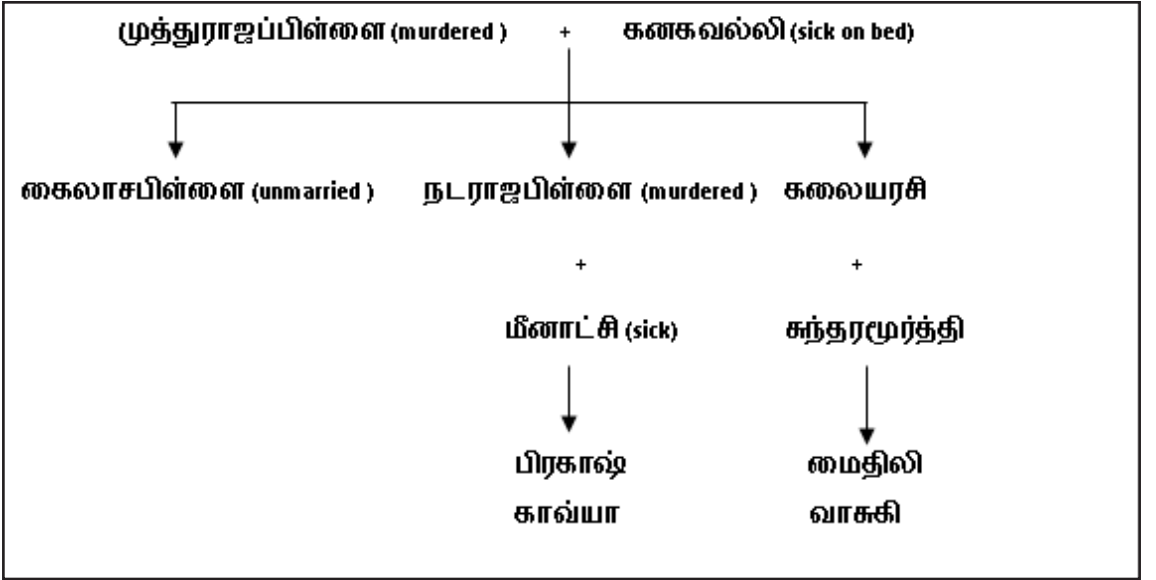 முத்துராஜப்பிள்ளை (murdered ) + கனகவல்லி (sick on bed)
கைலாசபிள்ளை (unmarried ) நடராஜபிள்ளை (murdered ) கலையரசி
+ +
மீனாட்சி (sick) சுந்தரமூர்த்தி
பிரகாஷ் மைதிலி
காவ்யா வாசுகி